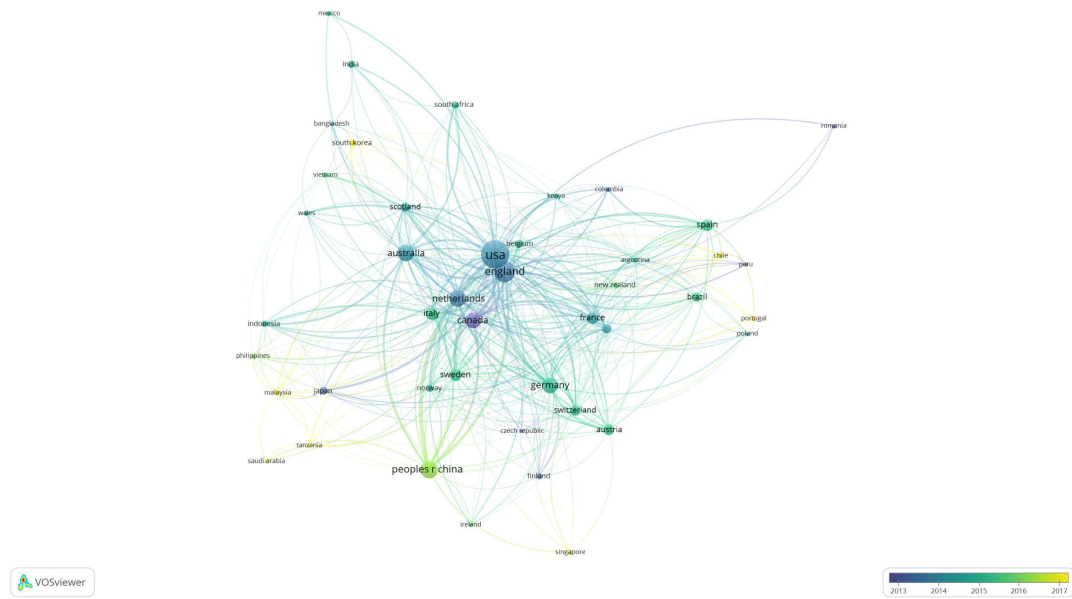 mexico
india
south africa
bangladesh
romania
south korea
vietnam
kenya
colombia
scotland
wales
spain
belgium
australia
usa
chile
argentina
peru
england
new zealand
netherlands
brazil
italy
canada
france
portugal
indonesia
poland
philippines
sweden
germany
norway
japan
malaysia
switzerland
czech republic
austria
tanzania
saudi arabia
peoples r china
finland
ireland
singapore
VOSviewer
2013 2014 2015 2016 2017